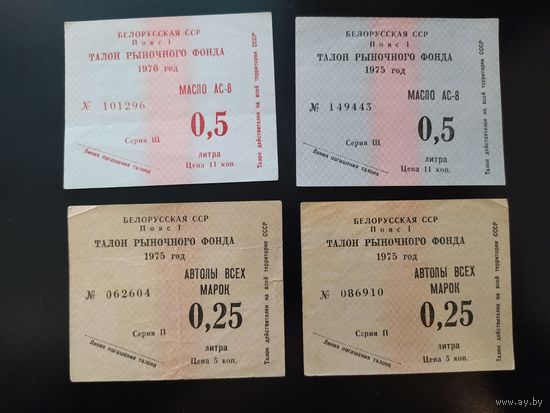 БЕЛОРУССКАЯ ССР
Пояс 1
ТАЛОН РЫНОЧНОГО ФОНДА
1976 год
МАСЛО АС-8
№ 101296
0,5
Серия Щ
литра
Цена 11 коп.
Линия погашения талона
Талон действителен на всей территории СССР
БЕЛОРУССКАЯ ССР
Пояс 1
ТАЛОН РЫНОЧНОГО ФОНДА
1975 год
МАСЛО АС-8
№ 149443
0,5
Серия Щ
литра
Цена 11 коп.
Линия погашения талона
Талон действителен на всей территории СССР
БЕЛОРУССКАЯ ССР
Пояс 1
ТАЛОН РЫНОЧНОГО ФОНДА
1975 год
АВТОЛЫ ВСЕХ
МАРОК
№ 062604
0,25
Серия П
литра
Цена 5 коп.
Линия погашения талона
Талон действителен на всей территории СССР
БЕЛОРУССКАЯ ССР
Пояс 1
ТАЛОН РЫНОЧНОГО ФОНДА
1975 год
АВТОЛЫ ВСЕХ
МАРОК
№ 086910
0,25
Серия П
литра
Цена 5 коп.
Линия погашения талона
Талон действителен на всей территории СССР
www.ay.by